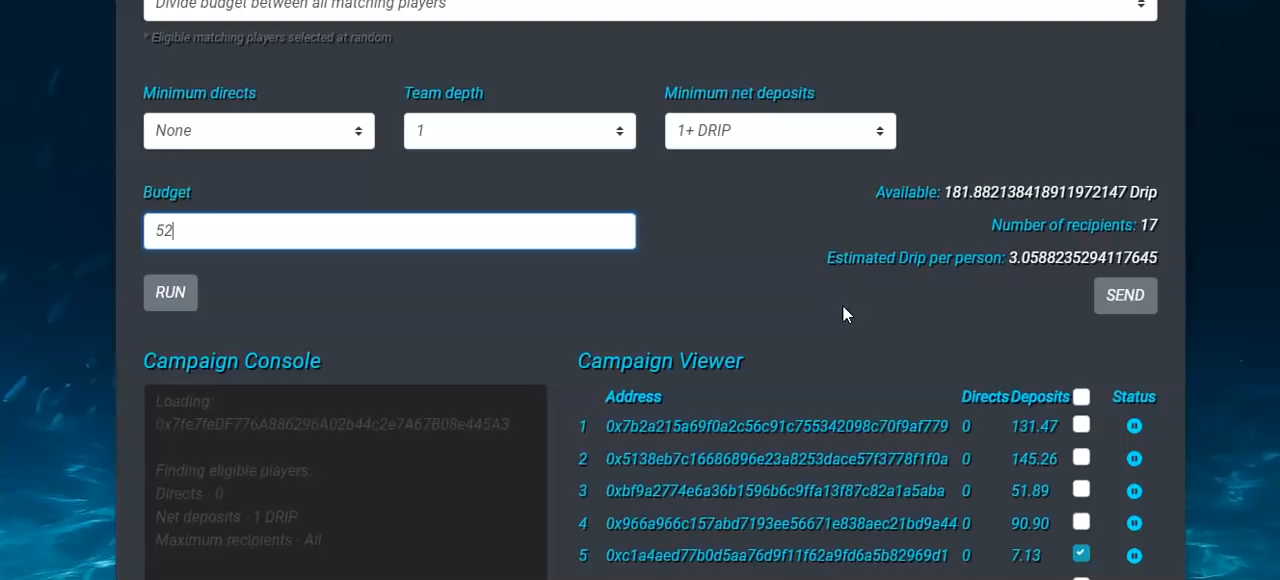 Divide budget between all matching players
* Eligible matching players selected at random
Minimum directs Team depth Minimum net deposits
None 1 1+ DRIP
Budget Available: 181.882138418911972147 Drip
52 Number of recipients: 17
Estimated Drip per person: 3.0588235294117645
RUN SEND
Campaign Console Campaign Viewer
Address Directs Deposits Status
Loading:
0x7fe7feDF776A886296A02b44c2e7A67B08e445A3
1 0x7b2a215a69f0a2c56c91c755342098c70f9af779 0 131.47
2 0x5138eb7c16686896e23a8253dace57f3778f1f0a 0 145.26
Finding eligible players..
Directs - 0
3 0xbf9a2774e6a36b1596b6c9ffa13f87c82a1a5aba 0 51.89
Net deposits - 1 DRIP
4 0x966a966c157abd7193ee56671e838aec21bd9a44 0 90.90
Maximum recipients - All
5 0xc1a4aed77b0d5aa76d9f11f62a9fd6a5b82969d1 0 7.13